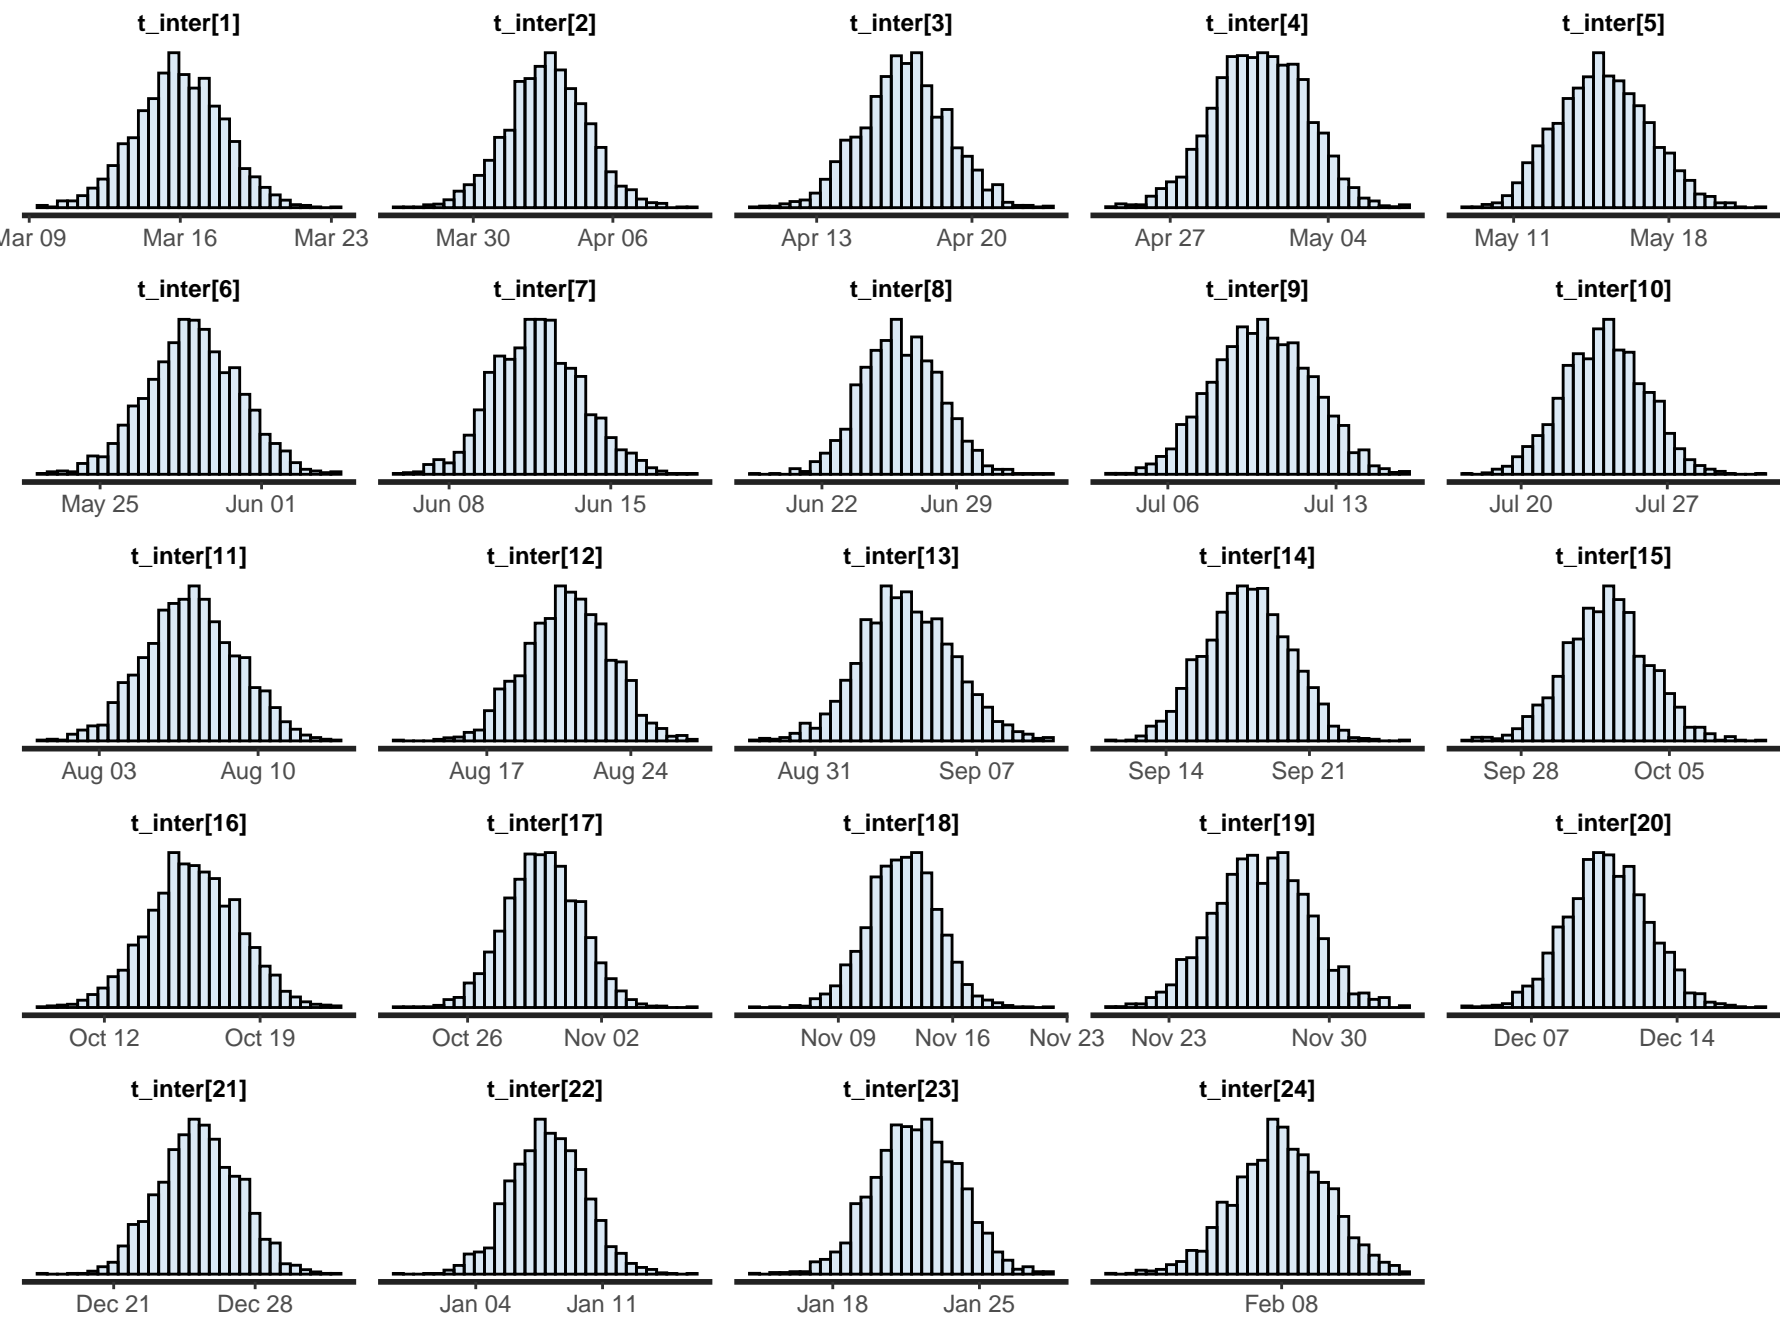 t_inter[1] t_inter[2] t_inter[3] t_inter[4] t_inter[5]
Mar 09 Mar 16 Mar 23 Mar 30 Apr 06 Apr 13 Apr 20 Apr 27 May 04 May 11 May 18
t_inter[6] t_inter[7] t_inter[8] t_inter[9] t_inter[10]
May 25 Jun 01 Jun 08 Jun 15 Jun 22 Jun 29 Jul 06 Jul 13 Jul 20 Jul 27
t_inter[11] t_inter[12] t_inter[13] t_inter[14] t_inter[15]
Aug 03 Aug 10 Aug 17 Aug 24 Aug 31 Sep 07 Sep 14 Sep 21 Sep 28 Oct 05
t_inter[16] t_inter[17] t_inter[18] t_inter[19] t_inter[20]
Oct 12 Oct 19 Oct 26 Nov 02 Nov 09 Nov 16 Nov 23 Nov 23 Nov 30 Dec 07 Dec 14
t_inter[21] t_inter[22] t_inter[23] t_inter[24]
Dec 21 Dec 28 Jan 04 Jan 11 Jan 18 Jan 25 Feb 08